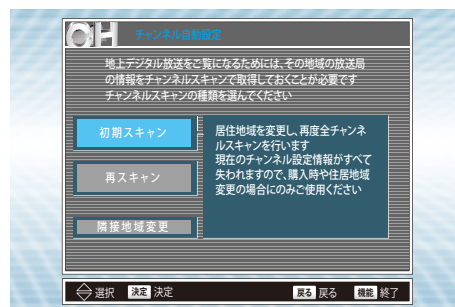 CH チャンネル自動設定
地上デジタル放送をご覧になるためには、その地域の放送局
の情報をチャンネルスキャンで取得しておくことが必要です
チャンネルスキャンの種類を選んでください
初期スキャン
再スキャン
隣接地域変更
居住地域を変更し、再度全チャンネ
ルスキャンを行います
現在のチャンネル設定情報がすべて
失われますので、購入時や住居地域
変更の場合にのみご使用ください
選択 決定 決定 戻る 戻る 機能 終了